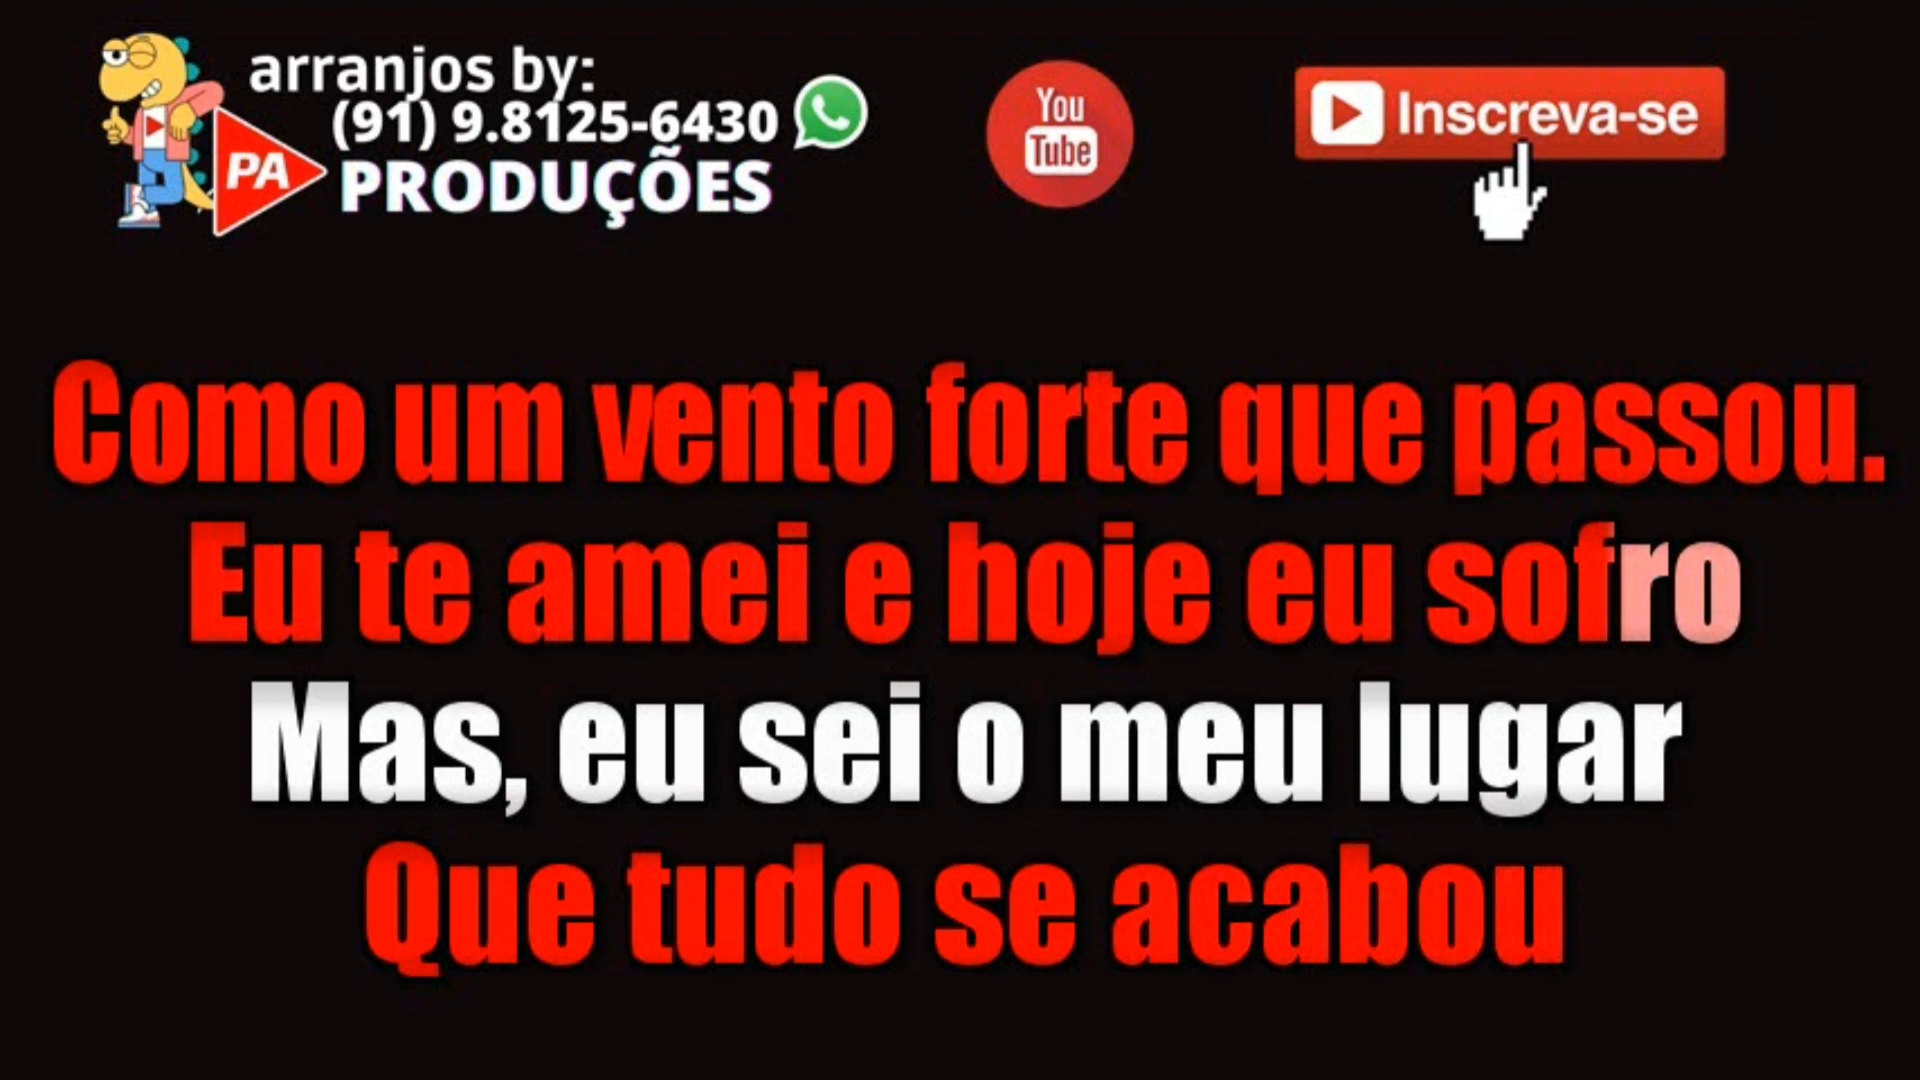 arranjos by:
(91) 9.8125-6430
PA PRODUÇÕES
You
Tube
Inscreva-se
Como um vento forte que passou.
Eu te amei e hoje eu sofro
Mas, eu sei o meu lugar
Que tudo se acabou